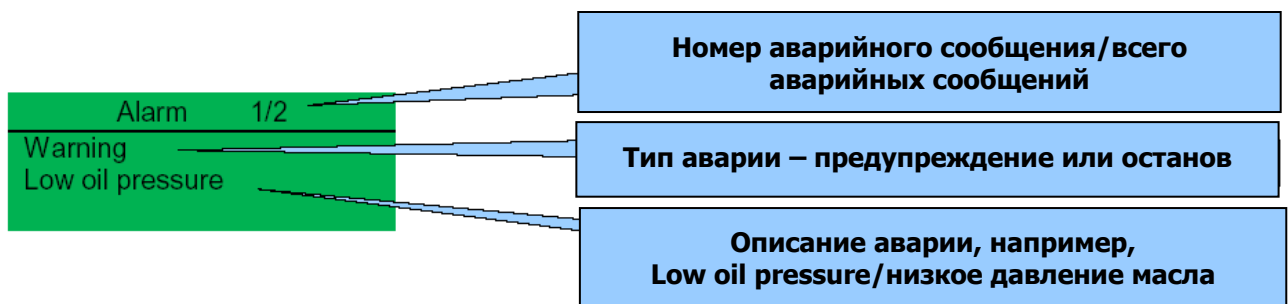 Номер аварийного сообщения/всего
аварийных сообщений
Alarm 1/2
Warning
Low oil pressure
Тип аварии – предупреждение или останов
Описание аварии, например,
Low oil pressure/низкое давление масла